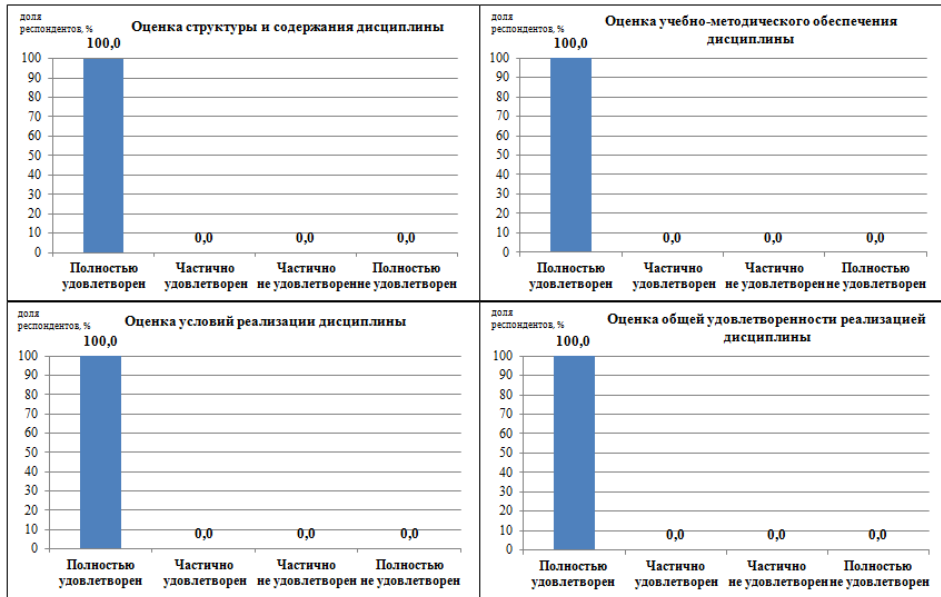 доля
респондентов, %
Оценка структуры и содержания дисциплины
100,0
100
90
80
70
60
50
40
30
20
10
0
0,0 0,0 0,0
Полностью Частично Частично Полностью
удовлетворен удовлетворен не удовлетворен не удовлетворен
доля
респондентов, %
Оценка учебно-методического обеспечения
дисциплины
100,0
100
90
80
70
60
50
40
30
20
10
0
0,0 0,0 0,0
Полностью Частично Частично Полностью
удовлетворен удовлетворен не удовлетворен не удовлетворен
доля
респондентов, %
Оценка условий реализации дисциплины
100,0
100
90
80
70
60
50
40
30
20
10
0
0,0 0,0 0,0
Полностью Частично Частично Полностью
удовлетворен удовлетворен не удовлетворен не удовлетворен
доля
респондентов, %
Оценка общей удовлетворенности реализацией
дисциплины
100,0
100
90
80
70
60
50
40
30
20
10
0
0,0 0,0 0,0
Полностью Частично Частично Полностью
удовлетворен удовлетворен не удовлетворен не удовлетворен